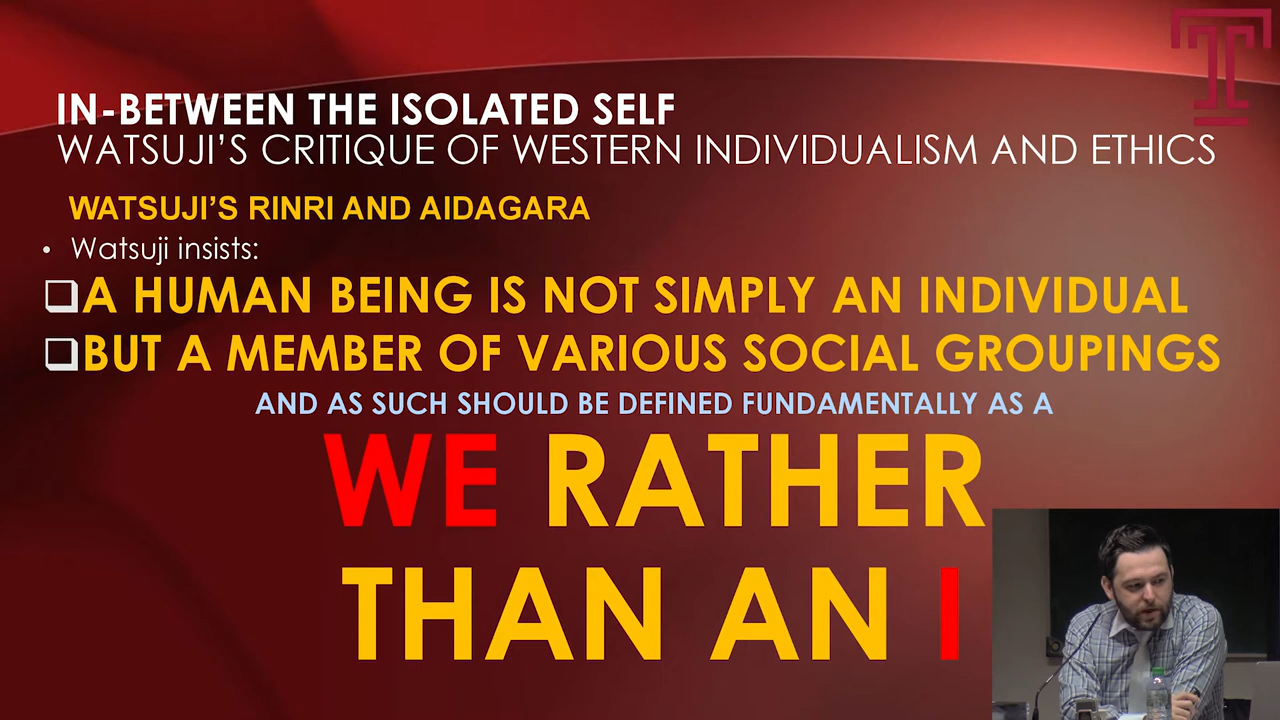 IN-BETWEEN THE ISOLATED SELF
WATSUJI'S CRITIQUE OF WESTERN INDIVIDUALISM AND ETHICS
WATSUJI'S RINRI AND AIDAGARA
• Watsuji insists:
❑A HUMAN BEING IS NOT SIMPLY AN INDIVIDUAL
❑BUT A MEMBER OF VARIOUS SOCIAL GROUPINGS
AND AS SUCH SHOULD BE DEFINED FUNDAMENTALLY AS A
WE RATHER
THAN AN I